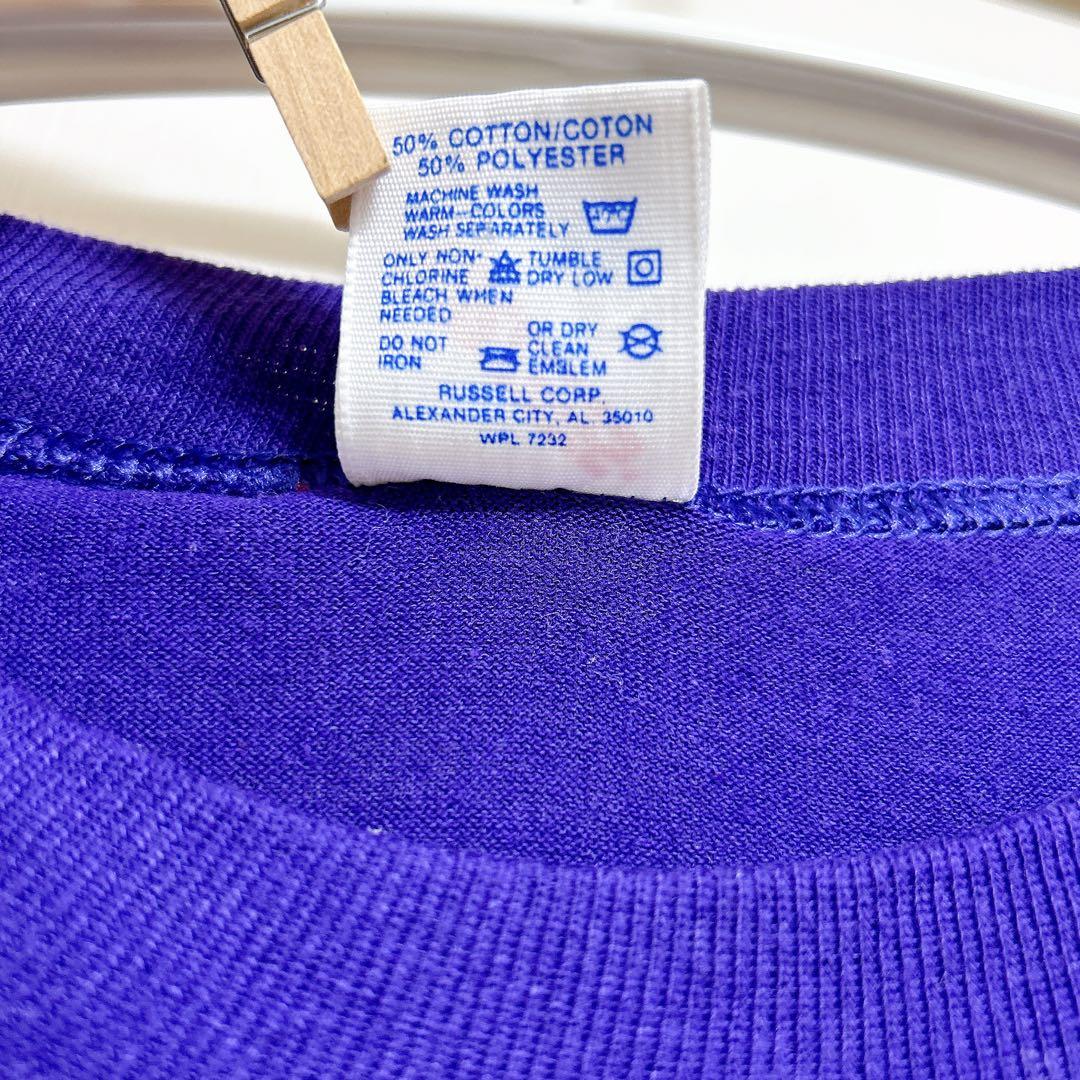 50% COTTON/COTON
50% POLYESTER
MACHINE WASH
WARM-COLORS
WASH SEPARATELY
ONLY NON-
CHLORINE
BLEACH WHEN
NEEDED
TUMBLE
DRY LOW
DO NOT
IRON
OR DRY
CLEAN
EMBLEM
RUSSELL CORP.
ALEXANDER CITY, AL. 35010
WPL 7232